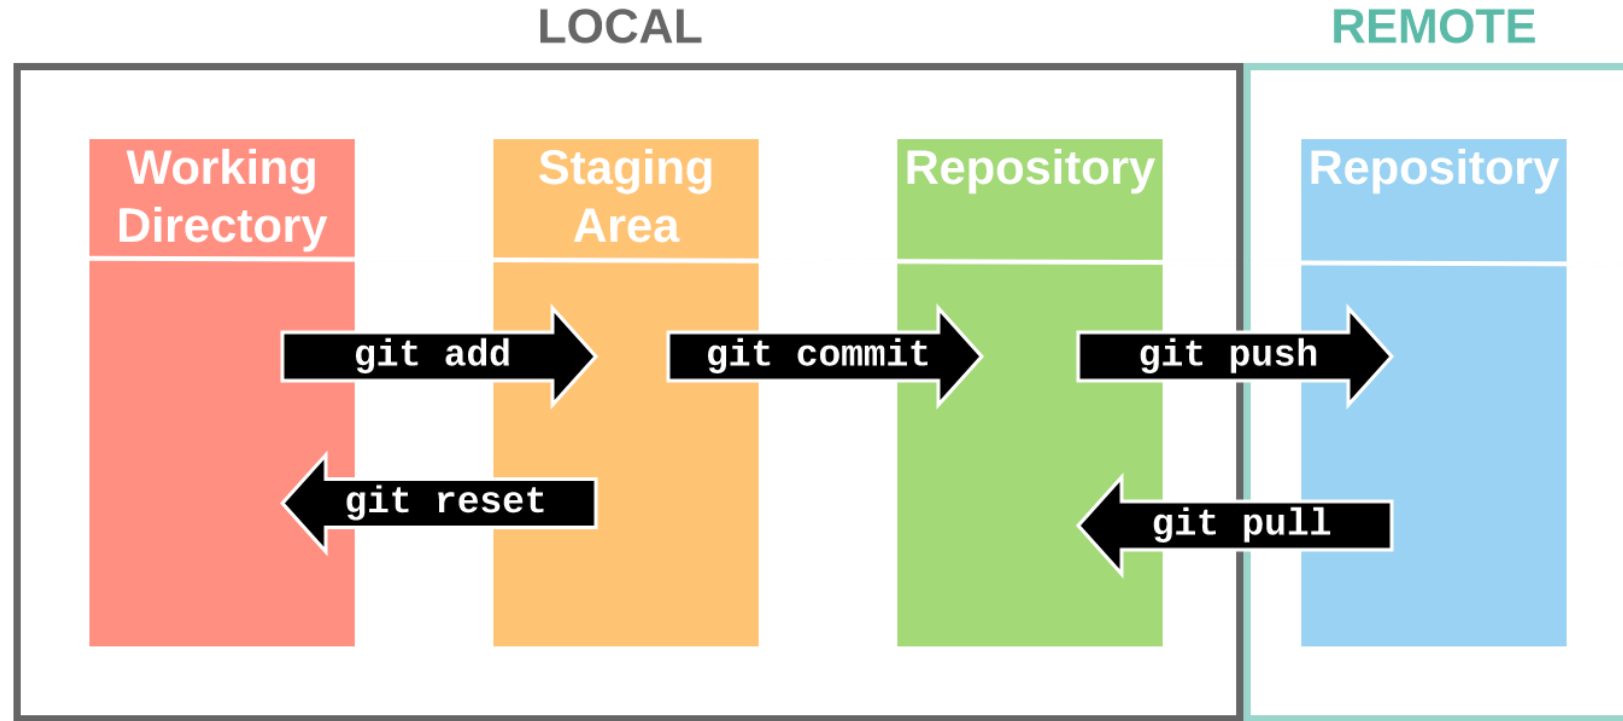 LOCAL
REMOTE
Working
Directory
Staging
Area
Repository
Repository
git add
git commit
git push
git reset
git pull